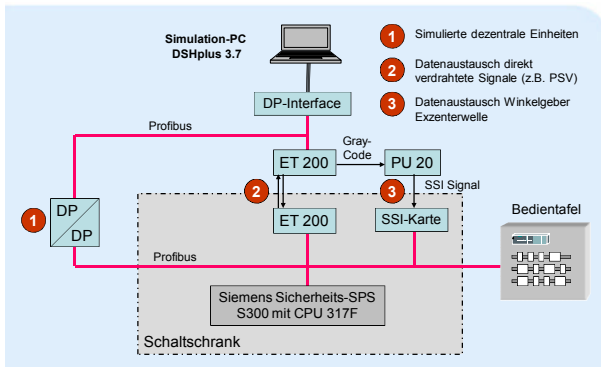 Simulation-PC
DSHplus 3.7
1 Simulierte dezentrale Einheiten
2 Datenaustausch direkt
verdrahtete Signale (z.B. PSV)
3 Datenaustausch Winkelgeber
Exzenterwelle
DP-Interface
Profibus
Gray-
Code
ET 200
PU 20
2
3
SSI Signal
1
DP
DP
ET 200
SSI-Karte
Bedientafel
Profibus
Siemens Sicherheits-SPS
S300 mit CPU 317F
Schaltschrank